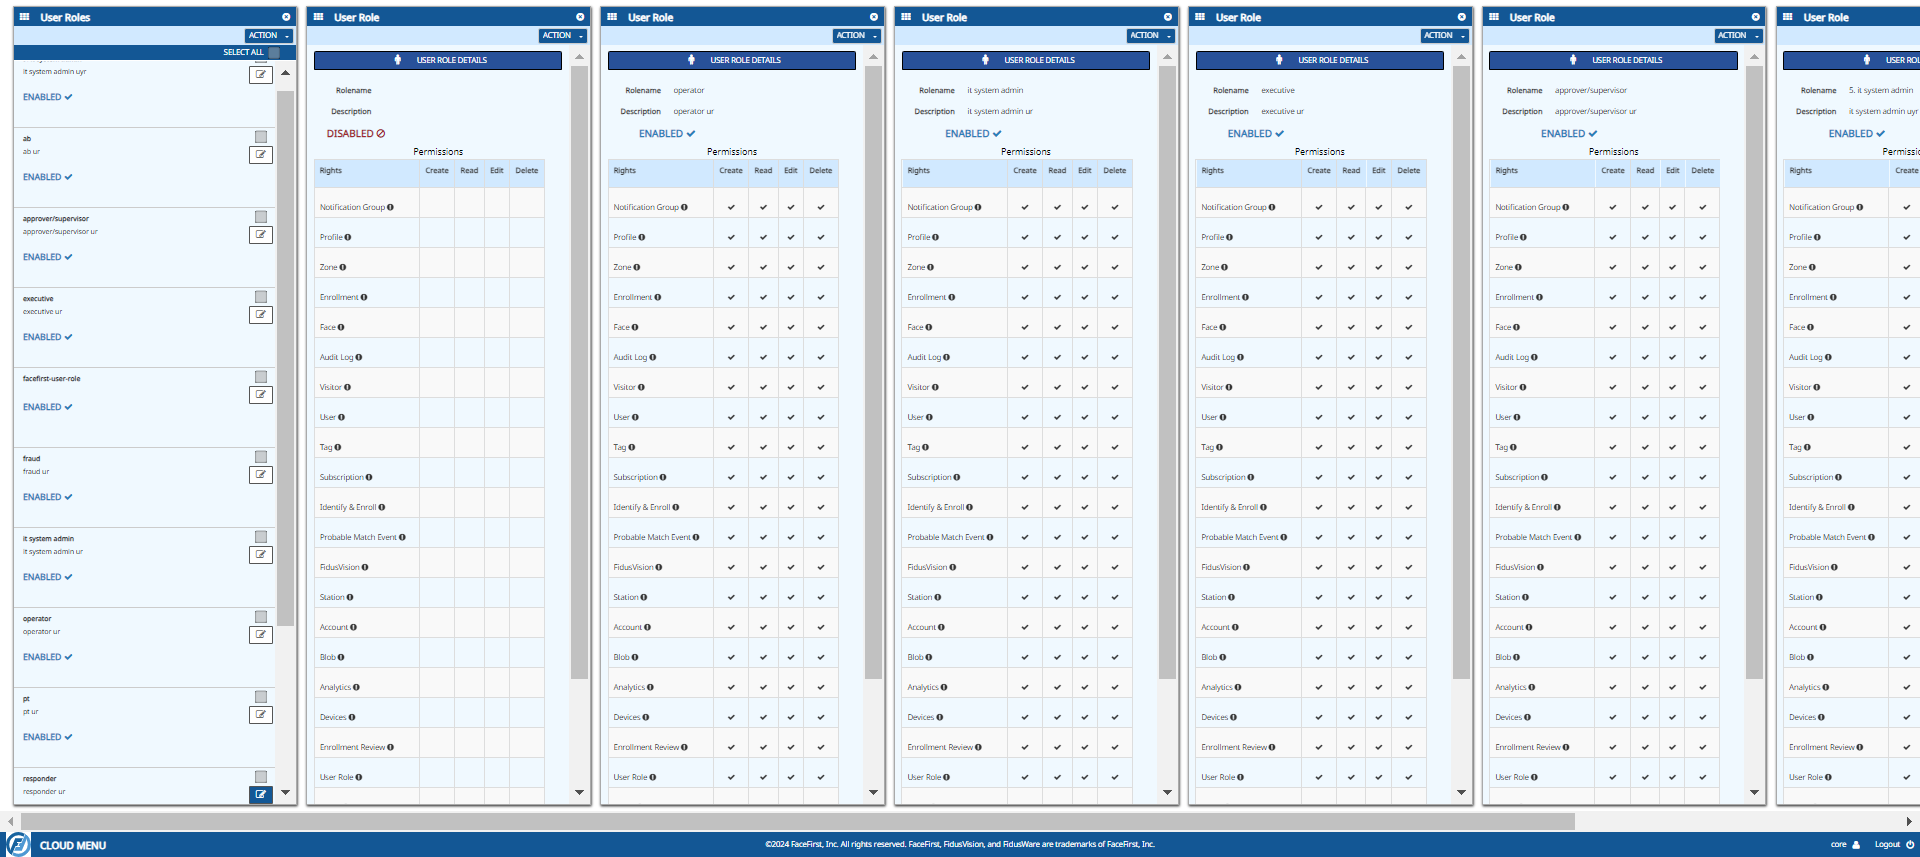 User Roles
ACTION
SELECT ALL
it system admin uyr
ENABLED
ab
ab ur
ENABLED
approver/supervisor
approver/supervisor ur
ENABLED
executive
executive ur
ENABLED
facefirst-user-role
ENABLED
fraud
fraud ur
ENABLED
it system admin
it system admin ur
ENABLED
operator
operator ur
ENABLED
pt
pt ur
ENABLED
responder
responder ur
User Role
ACTION
USER ROLE DETAILS
Rolename
Description
DISABLED
Permissions
Rights Create Read Edit Delete
Notification Group
Profile
Zone
Enrollment
Face
Audit Log
Visitor
User
Tag
Subscription
Identify & Enroll
Probable Match Event
FidusVision
Station
Account
Blob
Analytics
Devices
Enrollment Review
User Role
User Role
ACTION
USER ROLE DETAILS
Rolename operator
Description operator ur
ENABLED
Permissions
Rights Create Read Edit Delete
Notification Group
Profile
Zone
Enrollment
Face
Audit Log
Visitor
User
Tag
Subscription
Identify & Enroll
Probable Match Event
FidusVision
Station
Account
Blob
Analytics
Devices
Enrollment Review
User Role
User Role
ACTION
USER ROLE DETAILS
Rolename it system admin
Description it system admin ur
ENABLED
Permissions
Rights Create Read Edit Delete
Notification Group
Profile
Zone
Enrollment
Face
Audit Log
Visitor
User
Tag
Subscription
Identify & Enroll
Probable Match Event
FidusVision
Station
Account
Blob
Analytics
Devices
Enrollment Review
User Role
User Role
ACTION
USER ROLE DETAILS
Rolename executive
Description executive ur
ENABLED
Permissions
Rights Create Read Edit Delete
Notification Group
Profile
Zone
Enrollment
Face
Audit Log
Visitor
User
Tag
Subscription
Identify & Enroll
Probable Match Event
FidusVision
Station
Account
Blob
Analytics
Devices
Enrollment Review
User Role
User Role
ACTION
USER ROLE DETAILS
Rolename approver/supervisor
Description approver/supervisor ur
ENABLED
Permissions
Rights Create Read Edit Delete
Notification Group
Profile
Zone
Enrollment
Face
Audit Log
Visitor
User
Tag
Subscription
Identify & Enroll
Probable Match Event
FidusVision
Station
Account
Blob
Analytics
Devices
Enrollment Review
User Role
User Role
USER ROL
Rolename 5. it system admin
Description it system admin uyr
ENABLED
Permissi
Rights Create
Notification Group
Profile
Zone
Enrollment
Face
Audit Log
Visitor
User
Tag
Subscription
Identify & Enroll
Probable Match Event
FidusVision
Station
Account
Blob
Analytics
Devices
Enrollment Review
User Role
CLOUD MENU
©2024 FaceFirst, Inc. All rights reserved. FaceFirst, FidusVision, and FidusWare are trademarks of FaceFirst, Inc.
core Logout